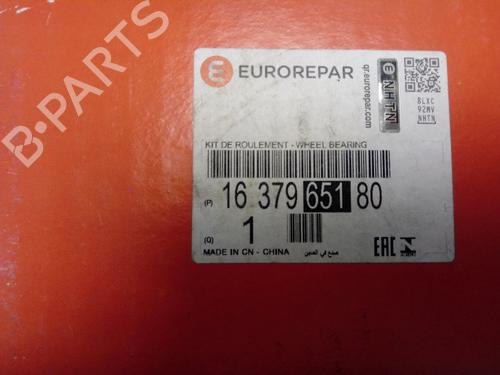 B-PARTS
EUROREPAR
qr.eurorepar.com
NHTN
8LXC
92MV
NHTN
KIT DE ROULEMENT - WHEEL BEARING
(P) 16 379 651 80
(Q) 1
MADE IN CN - CHINA صنع في الصين
EAC